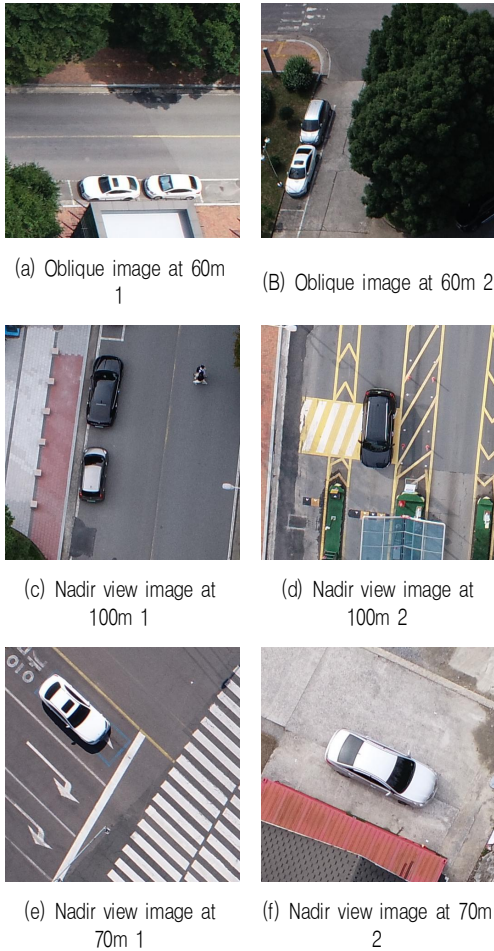 (a) Oblique image at 60m
1
(B) Oblique image at 60m 2
(c) Nadir view image at
100m 1
(d) Nadir view image at
100m 2
(e) Nadir view image at
70m 1
(f) Nadir view image at 70m
2